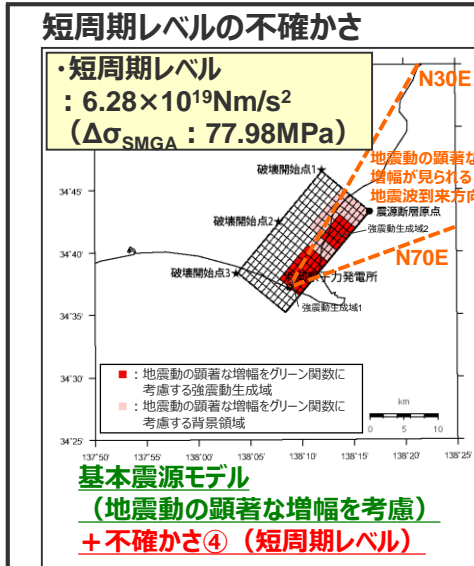 短周期レベルの不確かさ
・短周期レベル
：6.28×10¹⁹Nm/s²
（ΔσSMGA：77.98MPa）
N30E
地震動の顕著な
増幅が見られる
地震波到来方向
破壊開始点1
34˚45'
震源断層原点
破壊開始点2
強震動生成域2
34˚40'
N70E
破壊開始点3
子力発電所
34˚35'
強震動生成域1
：地震動の顕著な増幅をグリーン関数に
考慮する強震動生成域
：地震動の顕著な増幅をグリーン関数に
考慮する背景領域
34˚30'
km
0 5 10
34˚25'
137˚50' 137˚55' 138˚00' 138˚05' 138˚10' 138˚15' 138˚20' 138˚25'
基本震源モデル
（地震動の顕著な増幅を考慮）
＋不確かさ④（短周期レベル）